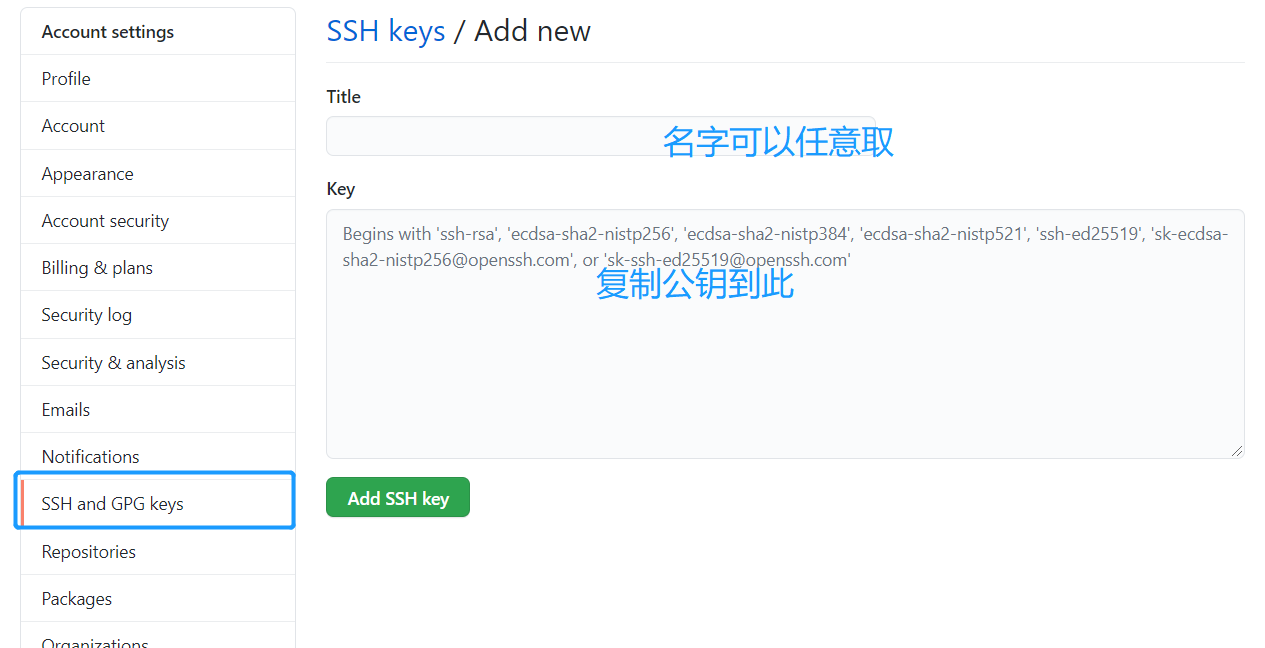 Account settings
Profile
Account
Appearance
Account security
Billing & plans
Security log
Security & analysis
Emails
Notifications
SSH and GPG keys
Repositories
Packages
Organizations
SSH keys / Add new
Title
名字可以任意取
Key
Begins with 'ssh-rsa', 'ecdsa-sha2-nistp256', 'ecdsa-sha2-nistp384', 'ecdsa-sha2-nistp521', 'ssh-ed25519', 'sk-ecdsa-
sha2-nistp256@openssh.com', or 'sk-ssh-ed25519@openssh.com'
复制公钥到此
Add SSH key